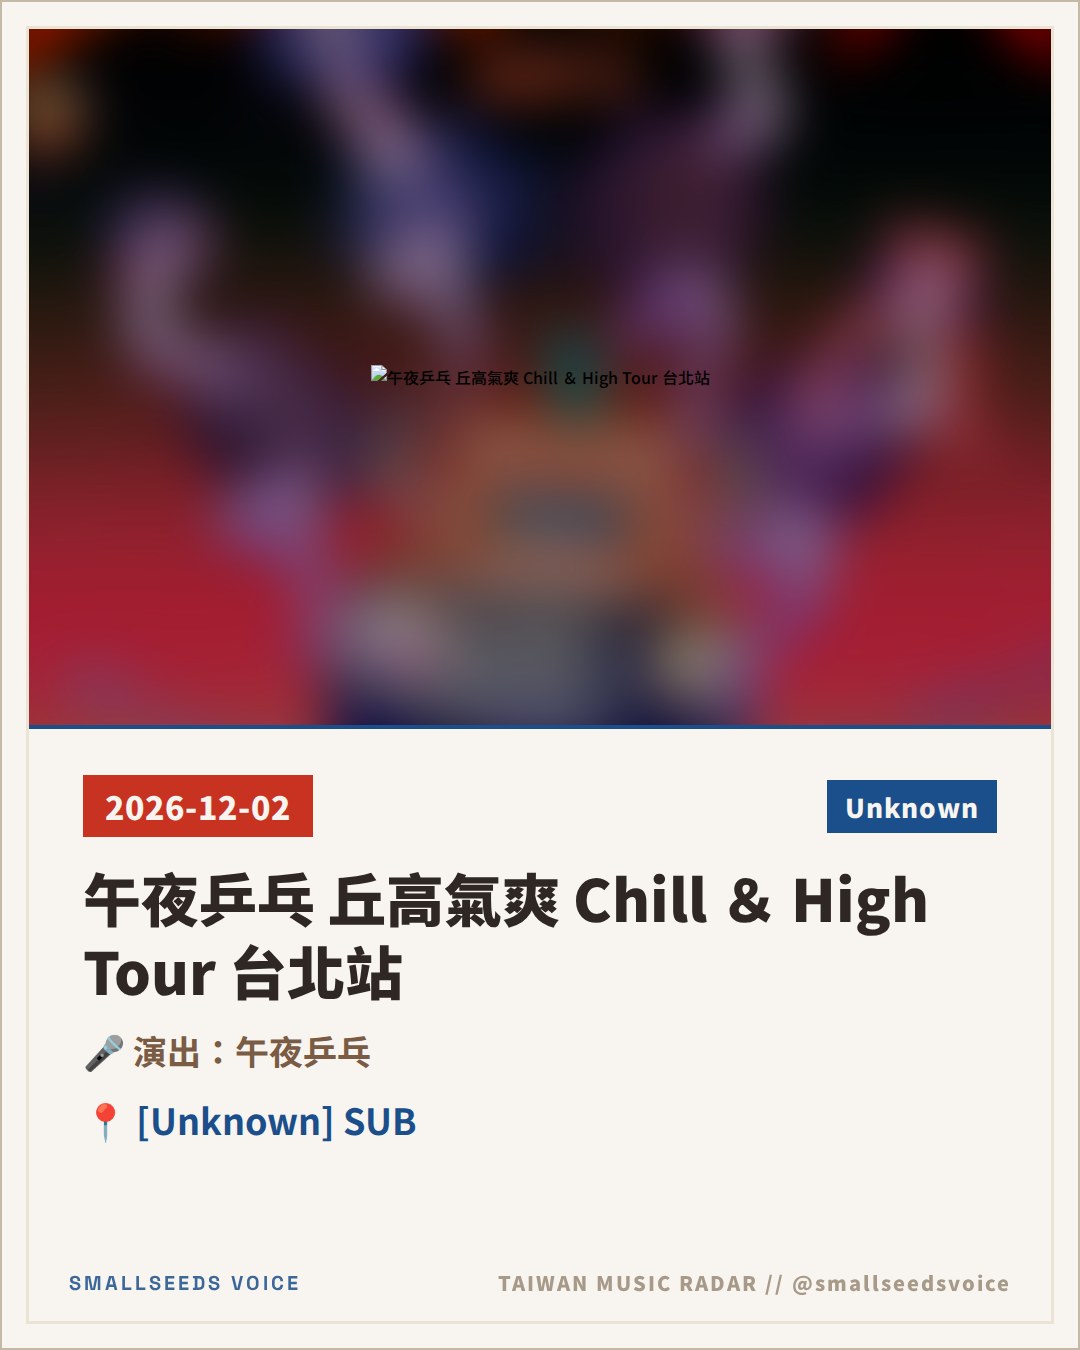 午夜乒乓 丘高氣爽 Chill ＆ High Tour 台北站
2026-12-02
Unknown
午夜乒乓 丘高氣爽 Chill ＆ High
Tour 台北站
🎤 演出：午夜乒乓
📍 [Unknown] SUB
SMALLSEEDS VOICE
TAIWAN MUSIC RADAR // @smallseedsvoice